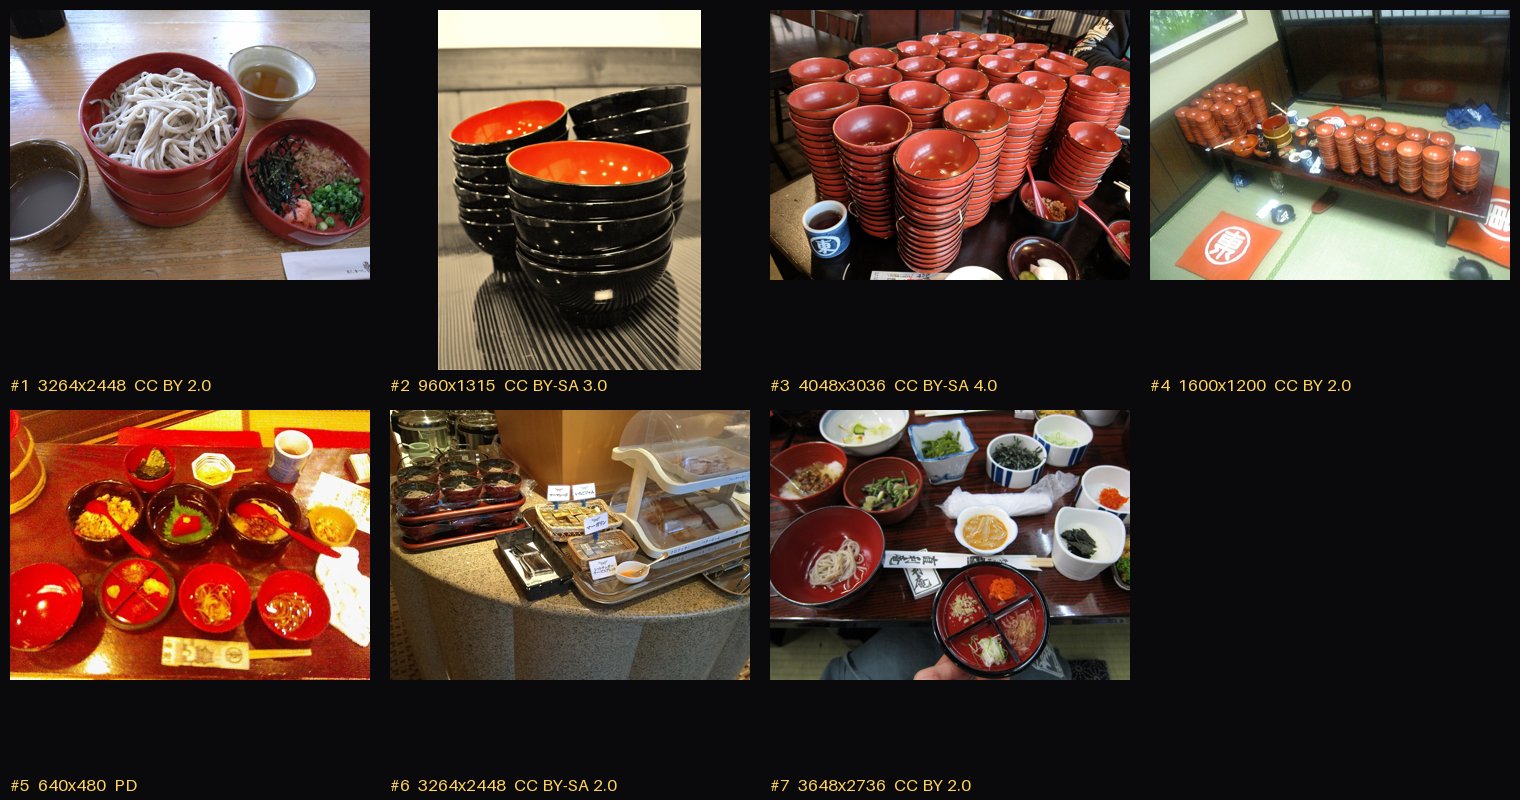 #1 3264x2448 CC BY 2.0
#2 960x1315 CC BY-SA 3.0
#3 4048x3036 CC BY-SA 4.0
#4 1600x1200 CC BY 2.0
東
東
#5 640x480 PD
#6 3264x2448 CC BY-SA 2.0
#7 3648x2736 CC BY 2.0